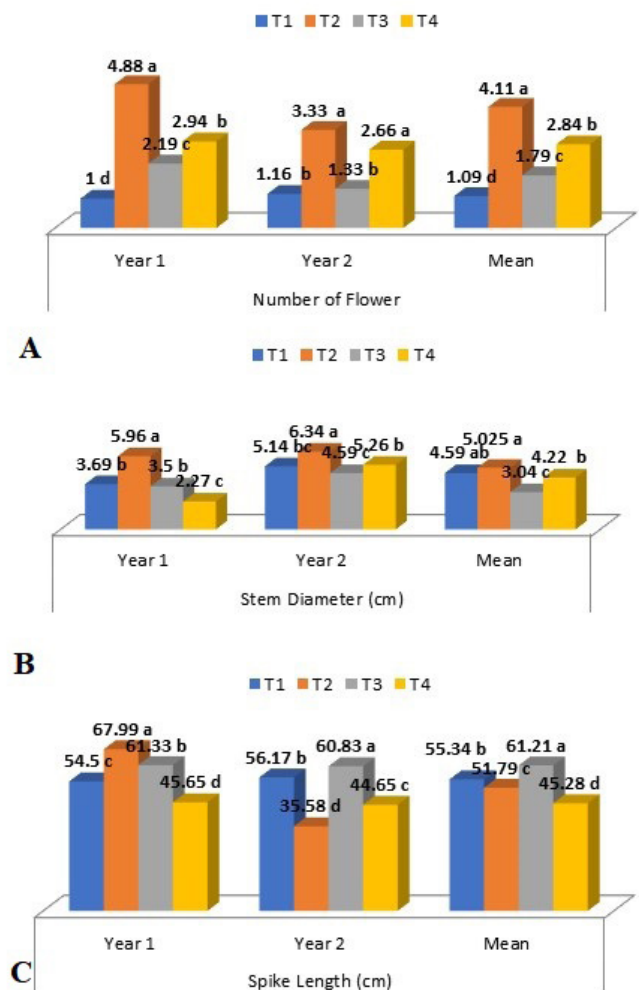 T1 T2 T3 T4
1 d 4.88 a 2.19 c 2.94 b
1.16 b 3.33 a 1.33 b 2.66 a
1.09 d 4.11 a 1.79 c 2.84 b
Year 1 Year 2 Mean
Number of Flower
A
T1 T2 T3 T4
3.69 b 5.96 a 3.5 b 2.27 c
5.14 bc 6.34 a 4.59 c 5.26 b
4.59 ab 5.025 a 3.04 c 4.22 b
Year 1 Year 2 Mean
Stem Diameter (cm)
B
T1 T2 T3 T4
54.5 c 67.99 a 61.33 b 45.65 d
56.17 b 35.58 d 60.83 a 44.65 c
55.34 b 51.79 c 61.21 a 45.28 d
Year 1 Year 2 Mean
Spike Length (cm)
C